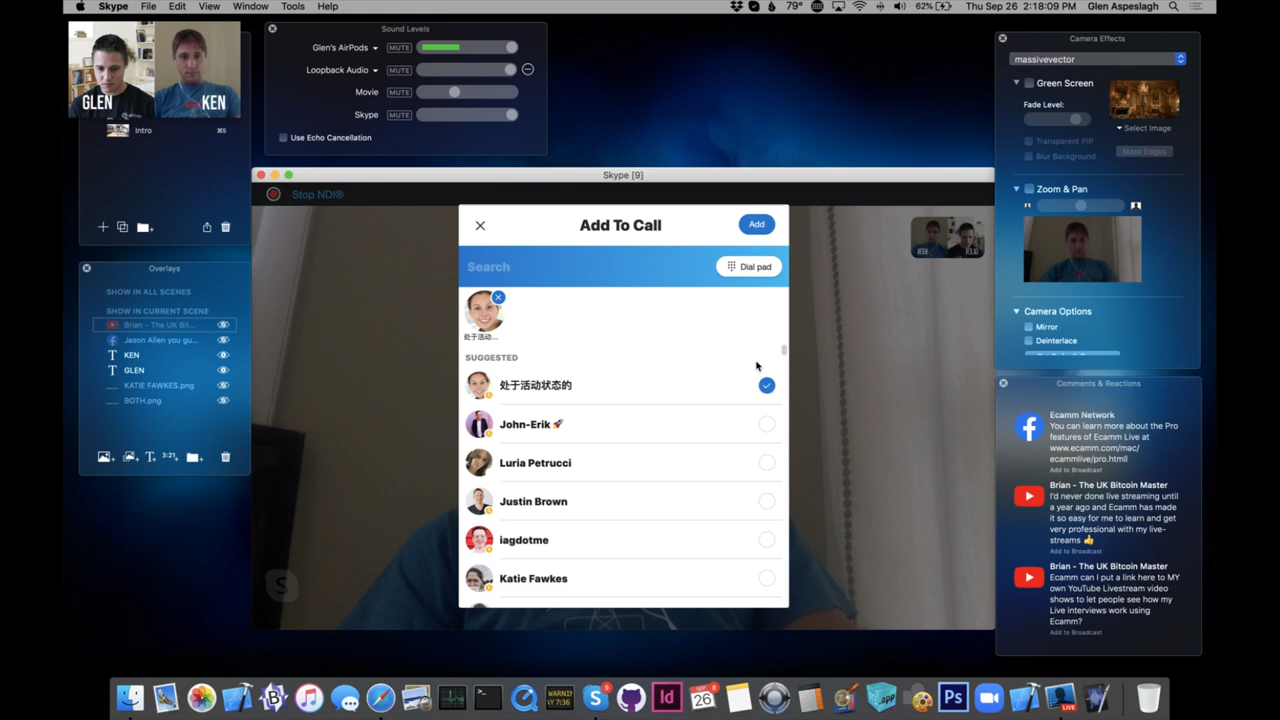 Skype File Edit View Window Tools Help
79° 62% Thu Sep 26 2:18:09 PM Glen Aspeslagh
GLEN
KEN
Intro ⌘5
Sound Levels
Glen's AirPods MUTE
Loopback Audio MUTE
Movie MUTE
Skype MUTE
Use Echo Cancellation
Skype [9]
Stop NDI®
Add To Call
Add
Search
Dial pad
处于活动...
SUGGESTED
处于活动状态的
John-Erik 🚀
Luria Petrucci
Justin Brown
iagdotme
Katie Fawkes
Overlays
SHOW IN ALL SCENES
SHOW IN CURRENT SCENE
Brian - The UK Bit...
Jason Allen you gu...
KEN
GLEN
KATIE FAWKES.png
BOTH.png
3:21+
Camera Effects
massivevector
Green Screen
Fade Level:
Select Image
Transparent PIP
Blur Background
Mask Edges
Zoom & Pan
Camera Options
Mirror
Deinterlace
Comments & Reactions
Ecamm Network
You can learn more about the Pro
features of Ecamm Live at
www.ecamm.com/mac/
ecammlive/pro.htmll
Add to Broadcast
Brian - The UK Bitcoin Master
I'd never done live streaming until
a year ago and Ecamm has made
it so easy for me to learn and get
very professional with my live-
streams 👍
Add to Broadcast
Brian - The UK Bitcoin Master
Ecamm can I put a link here to MY
own YouTube Livestream video
shows to let people see how my
Live interviews work using
Ecamm?
Add to Broadcast
WARNIN
LIVE